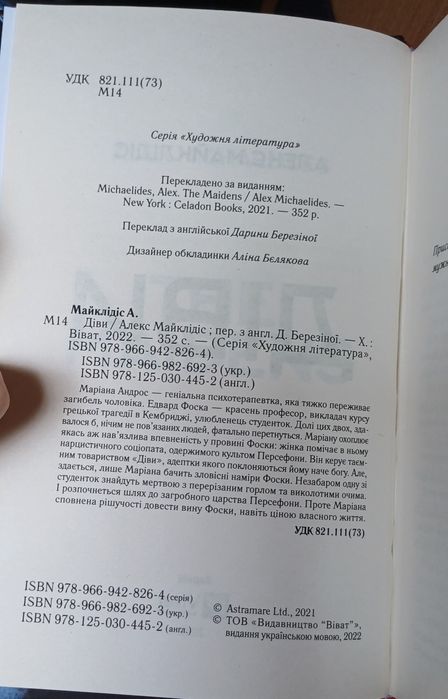 УДК 821.111(73)
М14
Серія «Художня література»
Перекладено за виданням:
Michaelides, Alex. The Maidens / Alex Michaelides. —
New York : Celadon Books, 2021. — 352 p.
Переклад з англійської Дарини Березіної
Дизайнер обкладинки Аліна Бєлякова
Майклідіс А.
М14 Діви / Алекс Майклідіс ; пер. з англ. Д. Березіної. — Х. :
Віват, 2022. — 352 с. — (Серія «Художня література»,
ISBN 978-966-942-826-4).
ISBN 978-966-982-692-3 (укр.)
ISBN 978-125-030-445-2 (англ.)
Маріана Андрос — геніальна психотерапевтка, яка тяжко переживає
загибель чоловіка. Едвард Фоска — красень професор, викладач курсу
грецької трагедії в Кембриджі, улюбленець студенток. Долі цих двох, зда-
валося б, нічим не пов'язаних людей, фатально перетнуться. Маріану охоплює
якась аж нав'язлива впевненість у провині Фоски: жінка помічає в ньому
нарцистичного соціопата, одержимого культом Персефони. Він керує таєм-
ним товариством «Діви», адептки якого поклоняються йому наче богу. Але,
здається, лише Маріана бачить зловісні наміри Фоски. Незабаром одну зі
студенток знайдуть мертвою з перерізаним горлом та виколотими очима.
І розпочнеться шлях до загробного царства Персефони. Проте Маріана
сповнена рішучості довести вину Фоски, навіть ціною власного життя.
УДК 821.111(73)
ISBN 978-966-942-826-4 (серія)
ISBN 978-966-982-692-3 (укр.)
ISBN 978-125-030-445-2 (англ.)
© Astramare Ltd., 2021
© ТОВ «Видавництво "Віват"»,
видання українською мовою, 2022